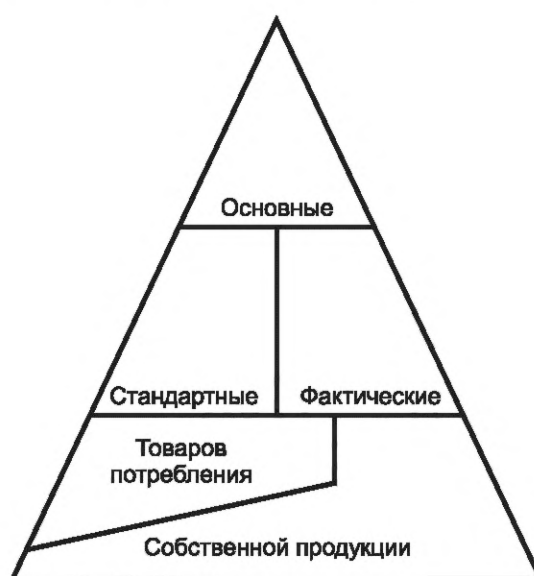 Основные
Стандартные
Фактические
Товаров
потребления
Собственной продукции